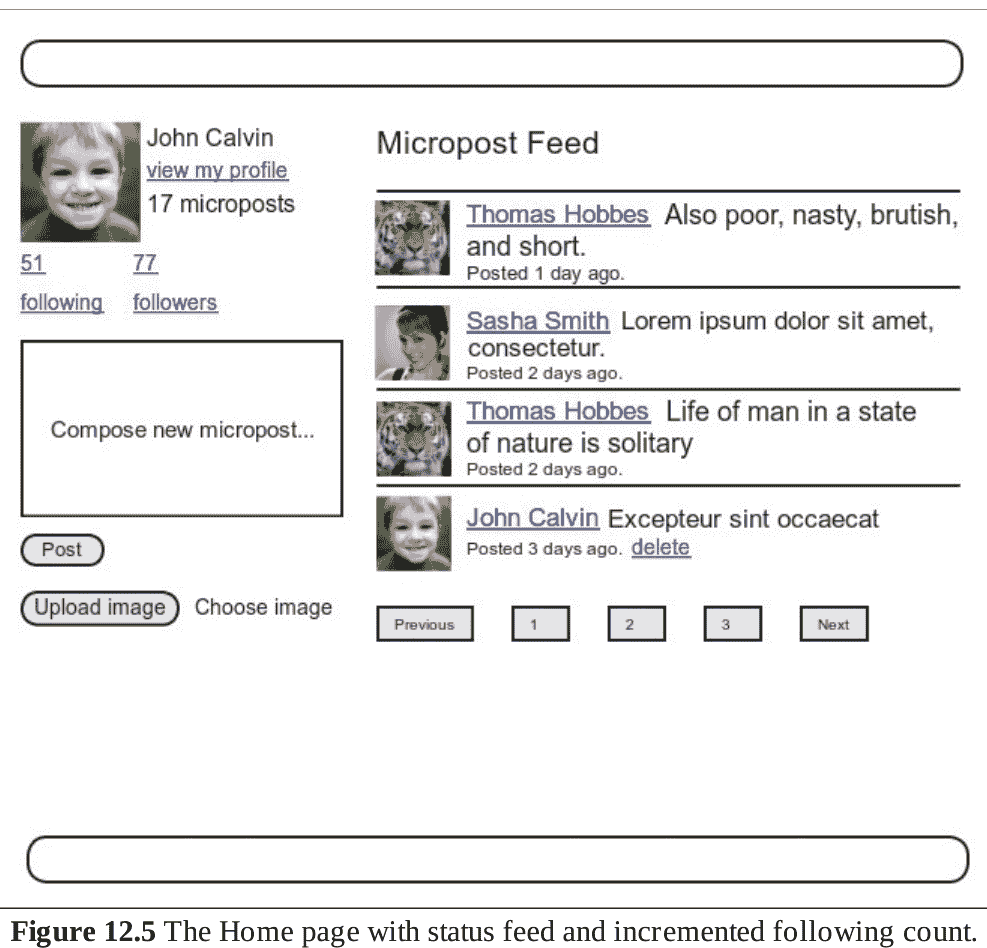 John Calvin
view my profile
17 microposts
51 77
following followers
Compose new micropost...
Post
Upload image Choose image
Micropost Feed
Thomas Hobbes Also poor, nasty, brutish,
and short.
Posted 1 day ago.
Sasha Smith Lorem ipsum dolor sit amet,
consectetur.
Posted 2 days ago.
Thomas Hobbes Life of man in a state
of nature is solitary
Posted 2 days ago.
John Calvin Excepteur sint occaecat
Posted 3 days ago. delete
Previous 1 2 3 Next
Figure 12.5 The Home page with status feed and incremented following count.